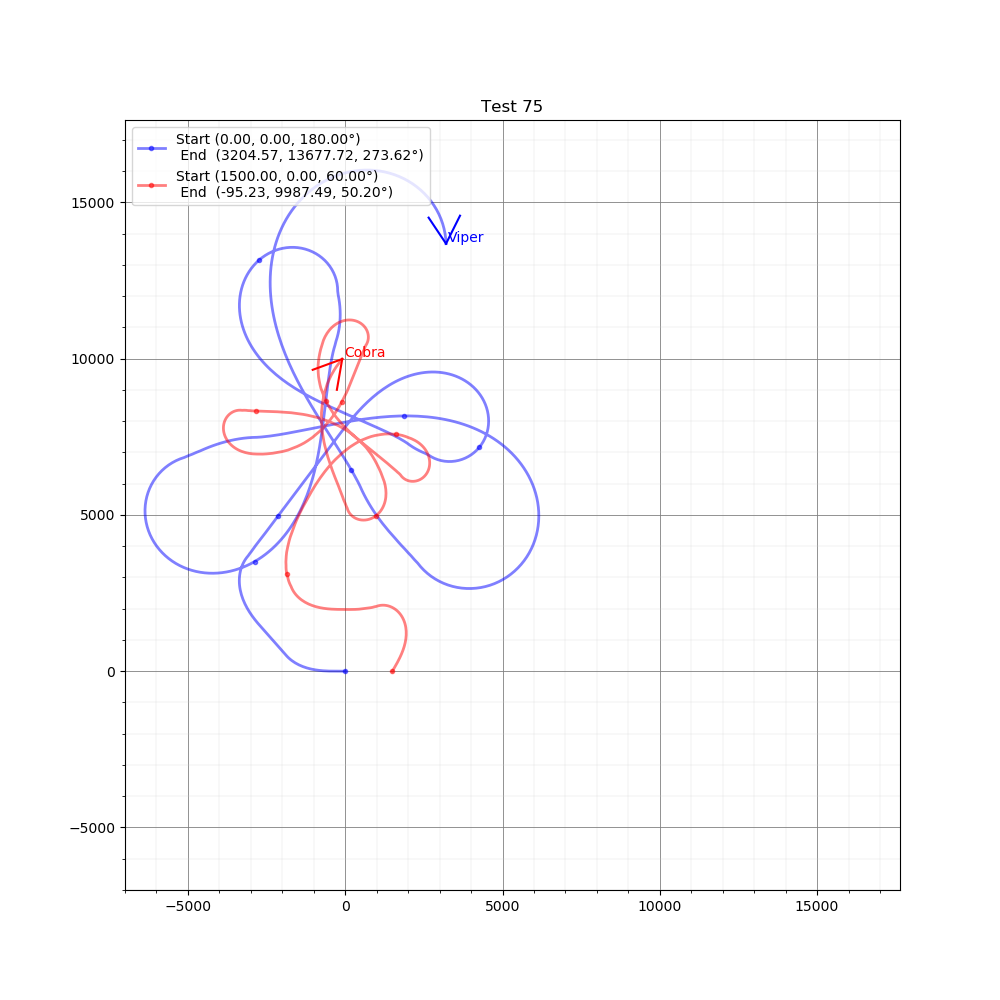 Test 75
Start (0.00, 0.00, 180.00°)
End  (3204.57, 13677.72, 273.62°)
Start (1500.00, 0.00, 60.00°)
End  (-95.23, 9987.49, 50.20°)
15000
Viper
10000
Cobra
5000
0
−5000
−5000 0 5000 10000 15000